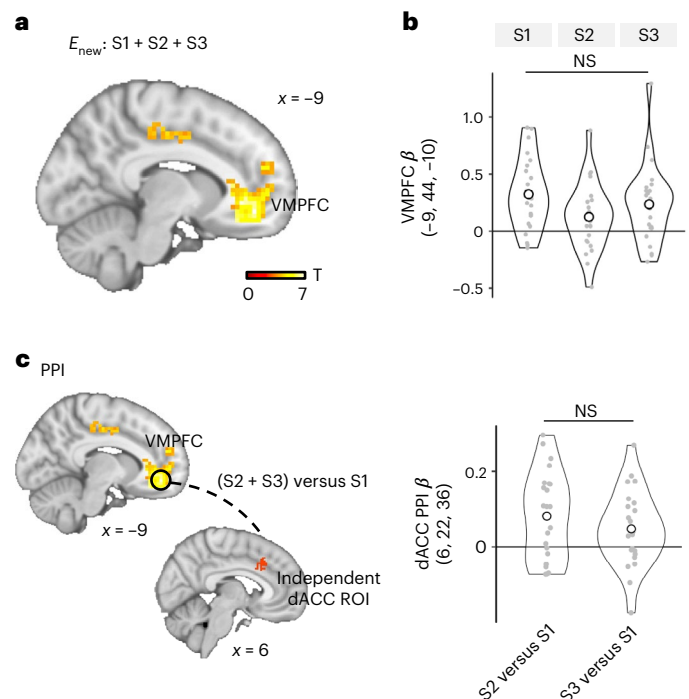 a
E new: S1 + S2 + S3
x = –9
VMPFC
T
0 7
b
S1 S2 S3
NS
VMPFC β
(–9, 44, –10)
1.0
0.5
0
–0.5
c
PPI
VMPFC
(S2 + S3) versus S1
x = –9
Independent
dACC ROI
x = 6
NS
dACC PPI β
(6, 22, 36)
0.2
0
S2 versus S1
S3 versus S1